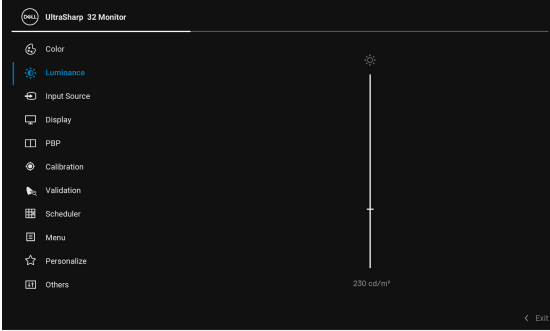 DELL UltraSharp 32 Monitor
Color
Luminance
Input Source
Display
PBP
Calibration
Validation
Scheduler
Menu
Personalize
Others
230 cd/m²
Exit